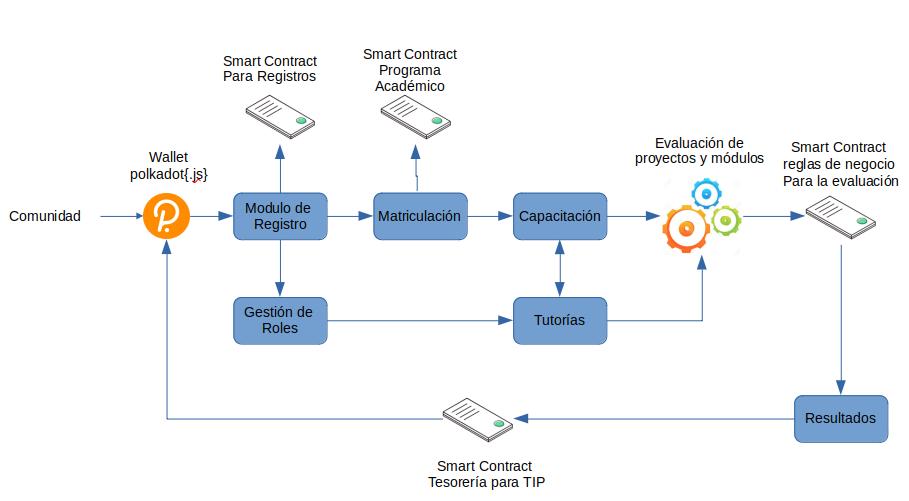 Smart Contract
Para Registros
Smart Contract
Programa
Académico
Wallet
polkadot{.js}
Evaluación de
proyectos y módulos
Smart Contract
reglas de negocio
Para la evaluación
Comunidad
Modulo de
Registro
Matriculación
Capacitación
Gestión de
Roles
Tutorías
Resultados
Smart Contract
Tesorería para TIP